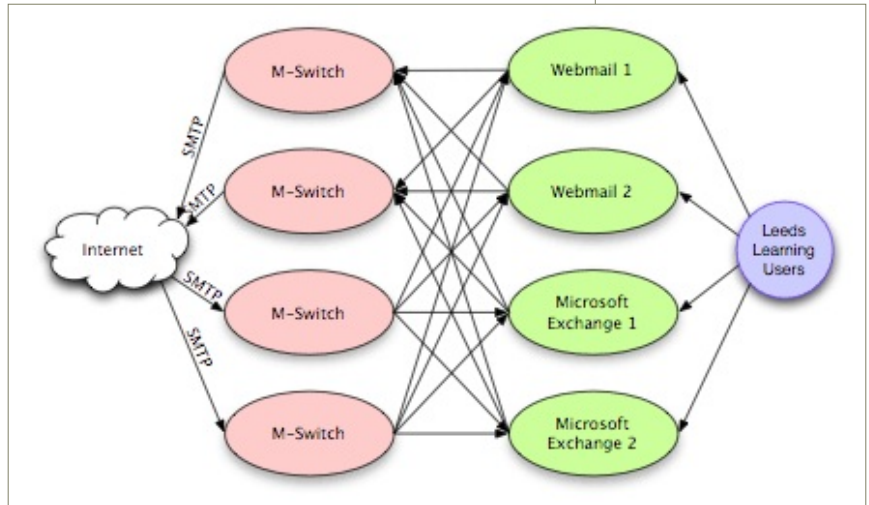 M-Switch
Webmail 1
SMTP
M-Switch
Webmail 2
SMTP
Internet
Leeds
Learning
Users
SMTP
M-Switch
Microsoft
Exchange 1
SMTP
M-Switch
Microsoft
Exchange 2